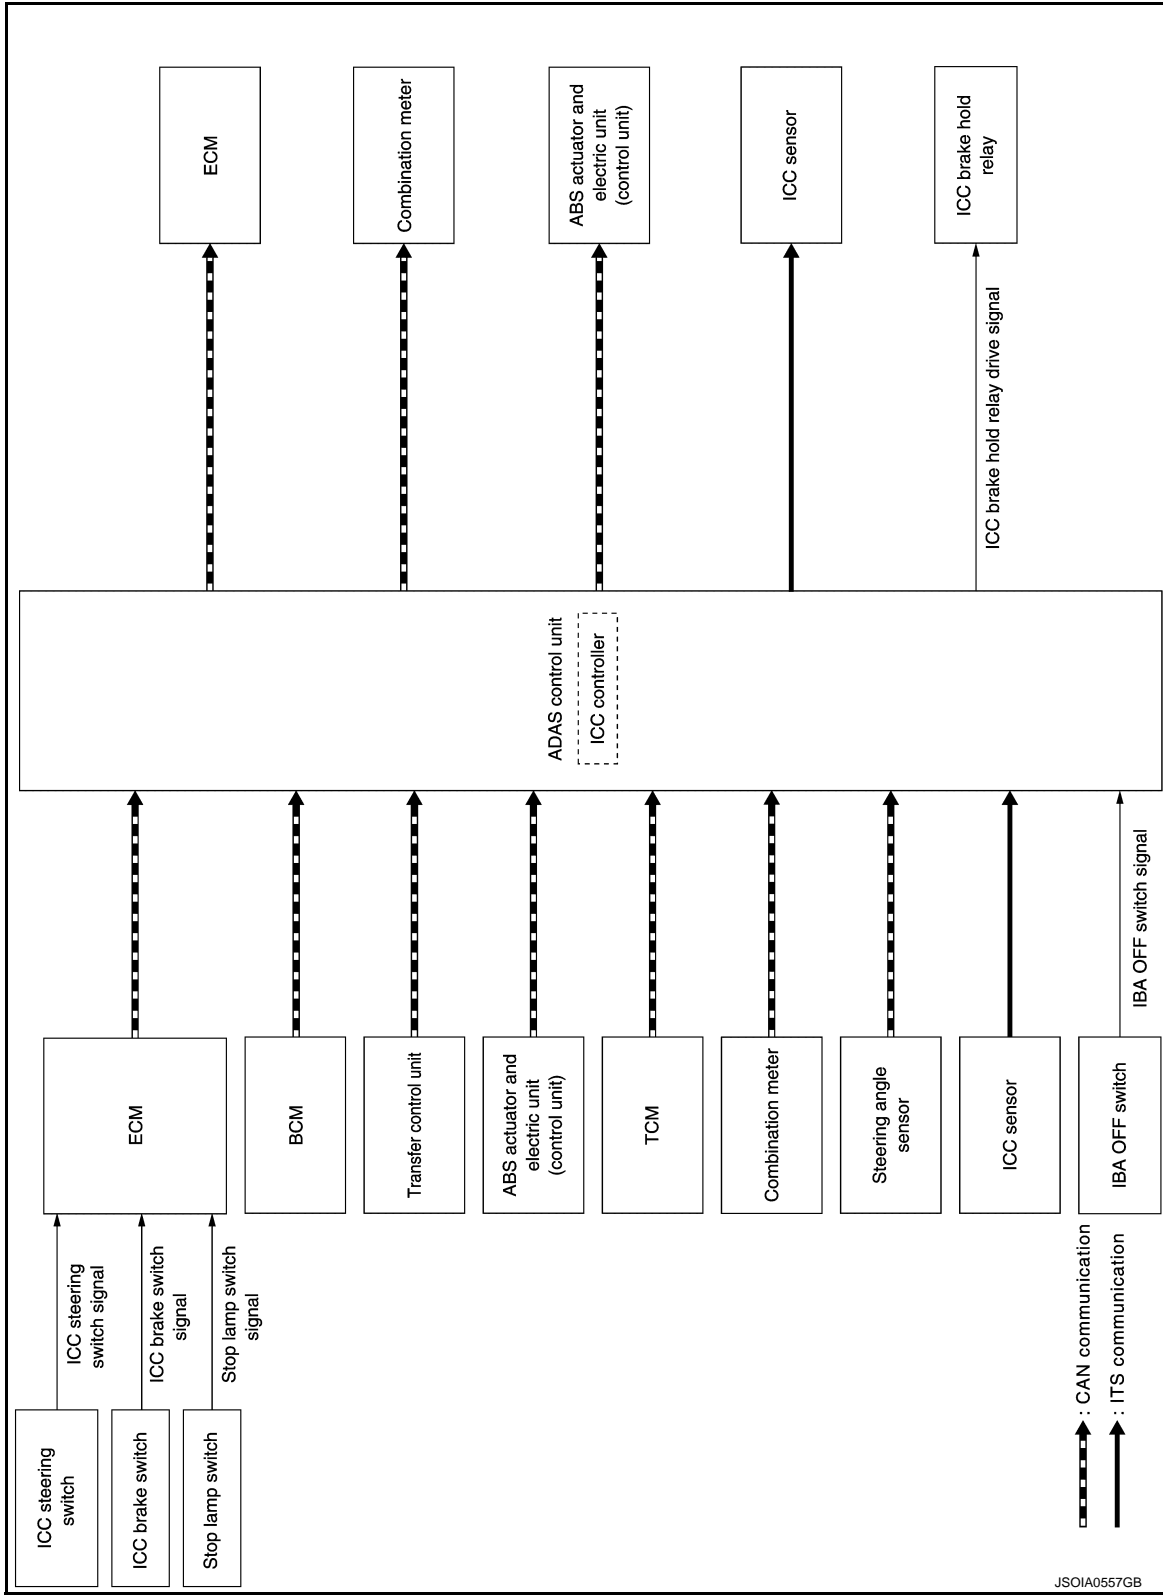 ICC steering
switch
ICC brake switch
Stop lamp switch
ICC steering
switch signal
ICC brake switch
signal
Stop lamp switch
signal
ECM
BCM
Transfer control unit
ABS actuator and
electric unit
(control unit)
TCM
Combination meter
Steering angle
sensor
ICC sensor
IBA OFF switch
IBA OFF switch signal
ADAS control unit
ICC controller
ICC brake hold relay drive signal
ECM
Combination meter
ABS actuator and
electric unit
(control unit)
ICC sensor
ICC brake hold
relay
: CAN communication
: ITS communication
JSOIA0557GB